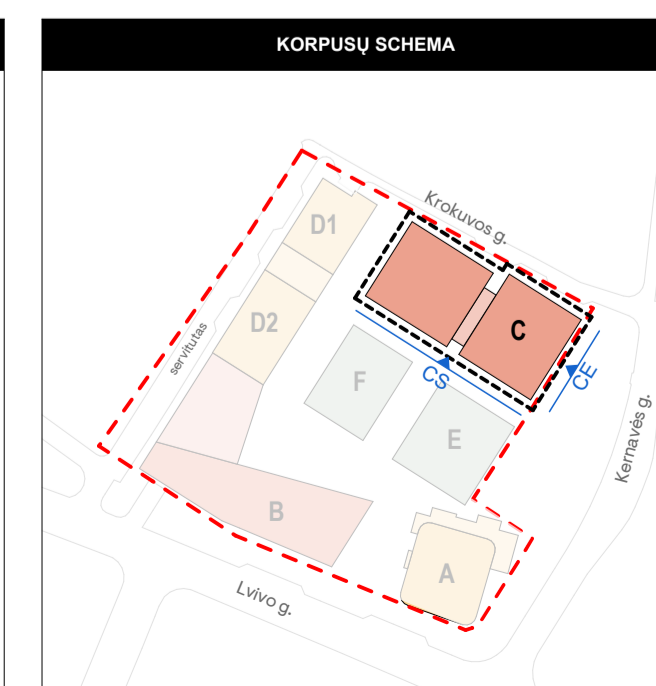 KORPUSŲ SCHEMA
Krokuvos g.
D1
C
D2
servitutas
F
CS
CE
E
Kernavės g.
B
A
Lvivo g.